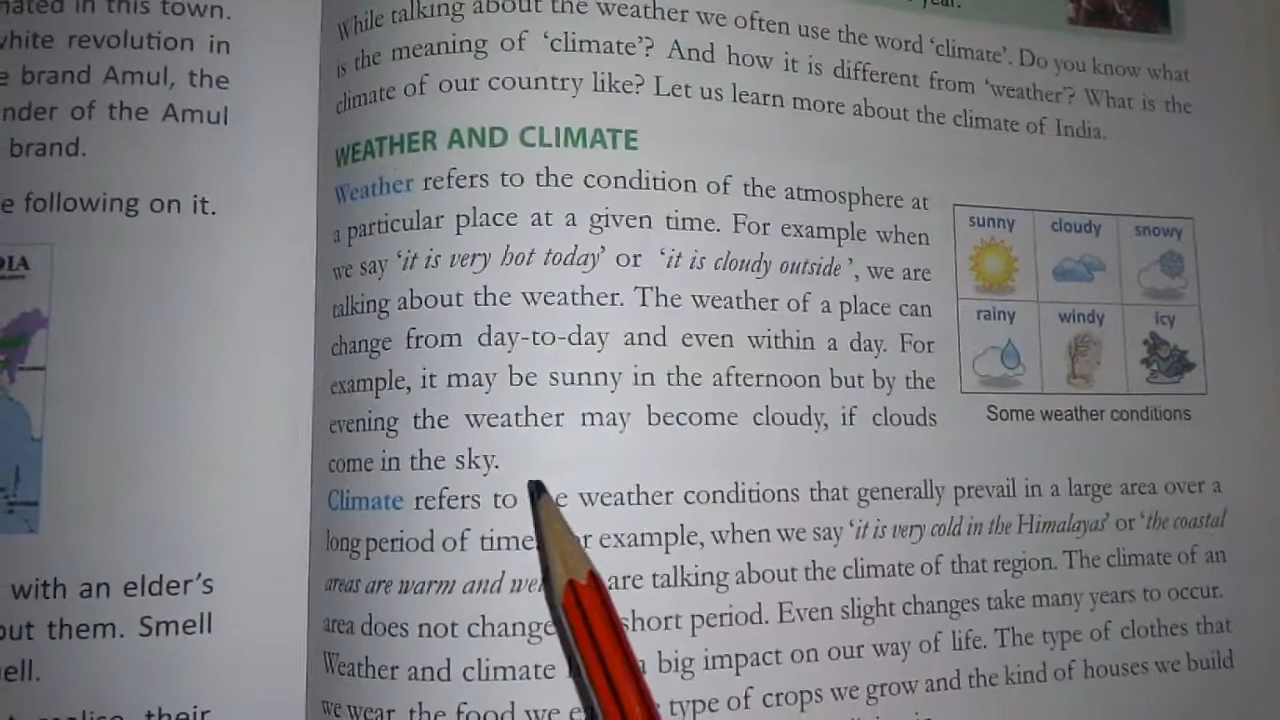 nated in this town.
white revolution in
brand Amul, the
nder of the Amul
brand.
e following on it.
DIA
with an elder's
out them. Smell
ell.
their
While talking about the weather we often use the word 'climate'. Do you know what
is the meaning of 'climate'? And how it is different from 'weather'? What is the
climate of our country like? Let us learn more about the climate of India.
WEATHER AND CLIMATE
Weather refers to the condition of the atmosphere at
a particular place at a given time. For example when
we say 'it is very hot today' or 'it is cloudy outside', we are
talking about the weather. The weather of a place can
change from day-to-day and even within a day. For
example, it may be sunny in the afternoon but by the
evening the weather may become cloudy, if clouds
come in the sky.
sunny cloudy snowy
rainy windy icy
Some weather conditions
Climate refers to e weather conditions that generally prevail in a large area over a
long period of time. r example, when we say 'it is very cold in the Himalayas' or 'the coastal
areas are warm and we are talking about the climate of that region. The climate of an
area does not change short period. Even slight changes take many years to occur.
Weather and climate big impact on our way of life. The type of clothes that
we wear, the food we type of crops we grow and the kind of houses we build